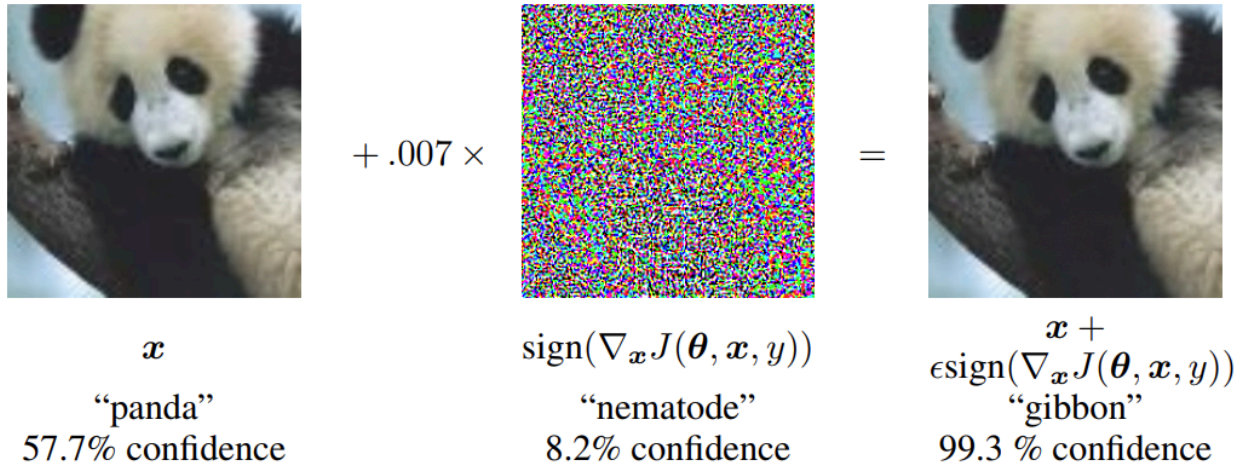 + .007 ×
=
x
sign(∇ₓJ(θ, x, y))
x +
ϵsign(∇ₓJ(θ, x, y))
“panda”
“nematode”
“gibbon”
57.7% confidence
8.2% confidence
99.3 % confidence